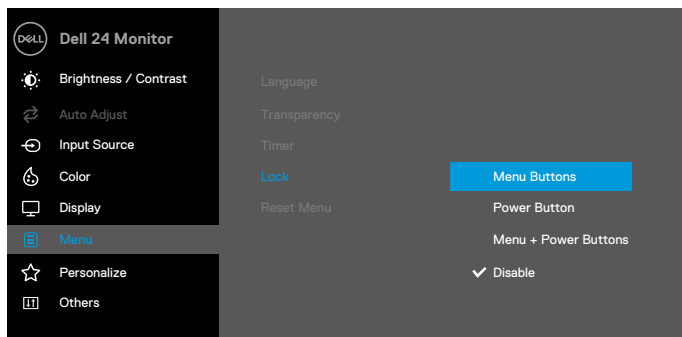 DELL
Dell 24 Monitor
Brightness / Contrast
Auto Adjust
Input Source
Color
Display
Menu
Personalize
Others
Language
Transparency
Timer
Lock
Reset Menu
Menu Buttons
Power Button
Menu + Power Buttons
Disable